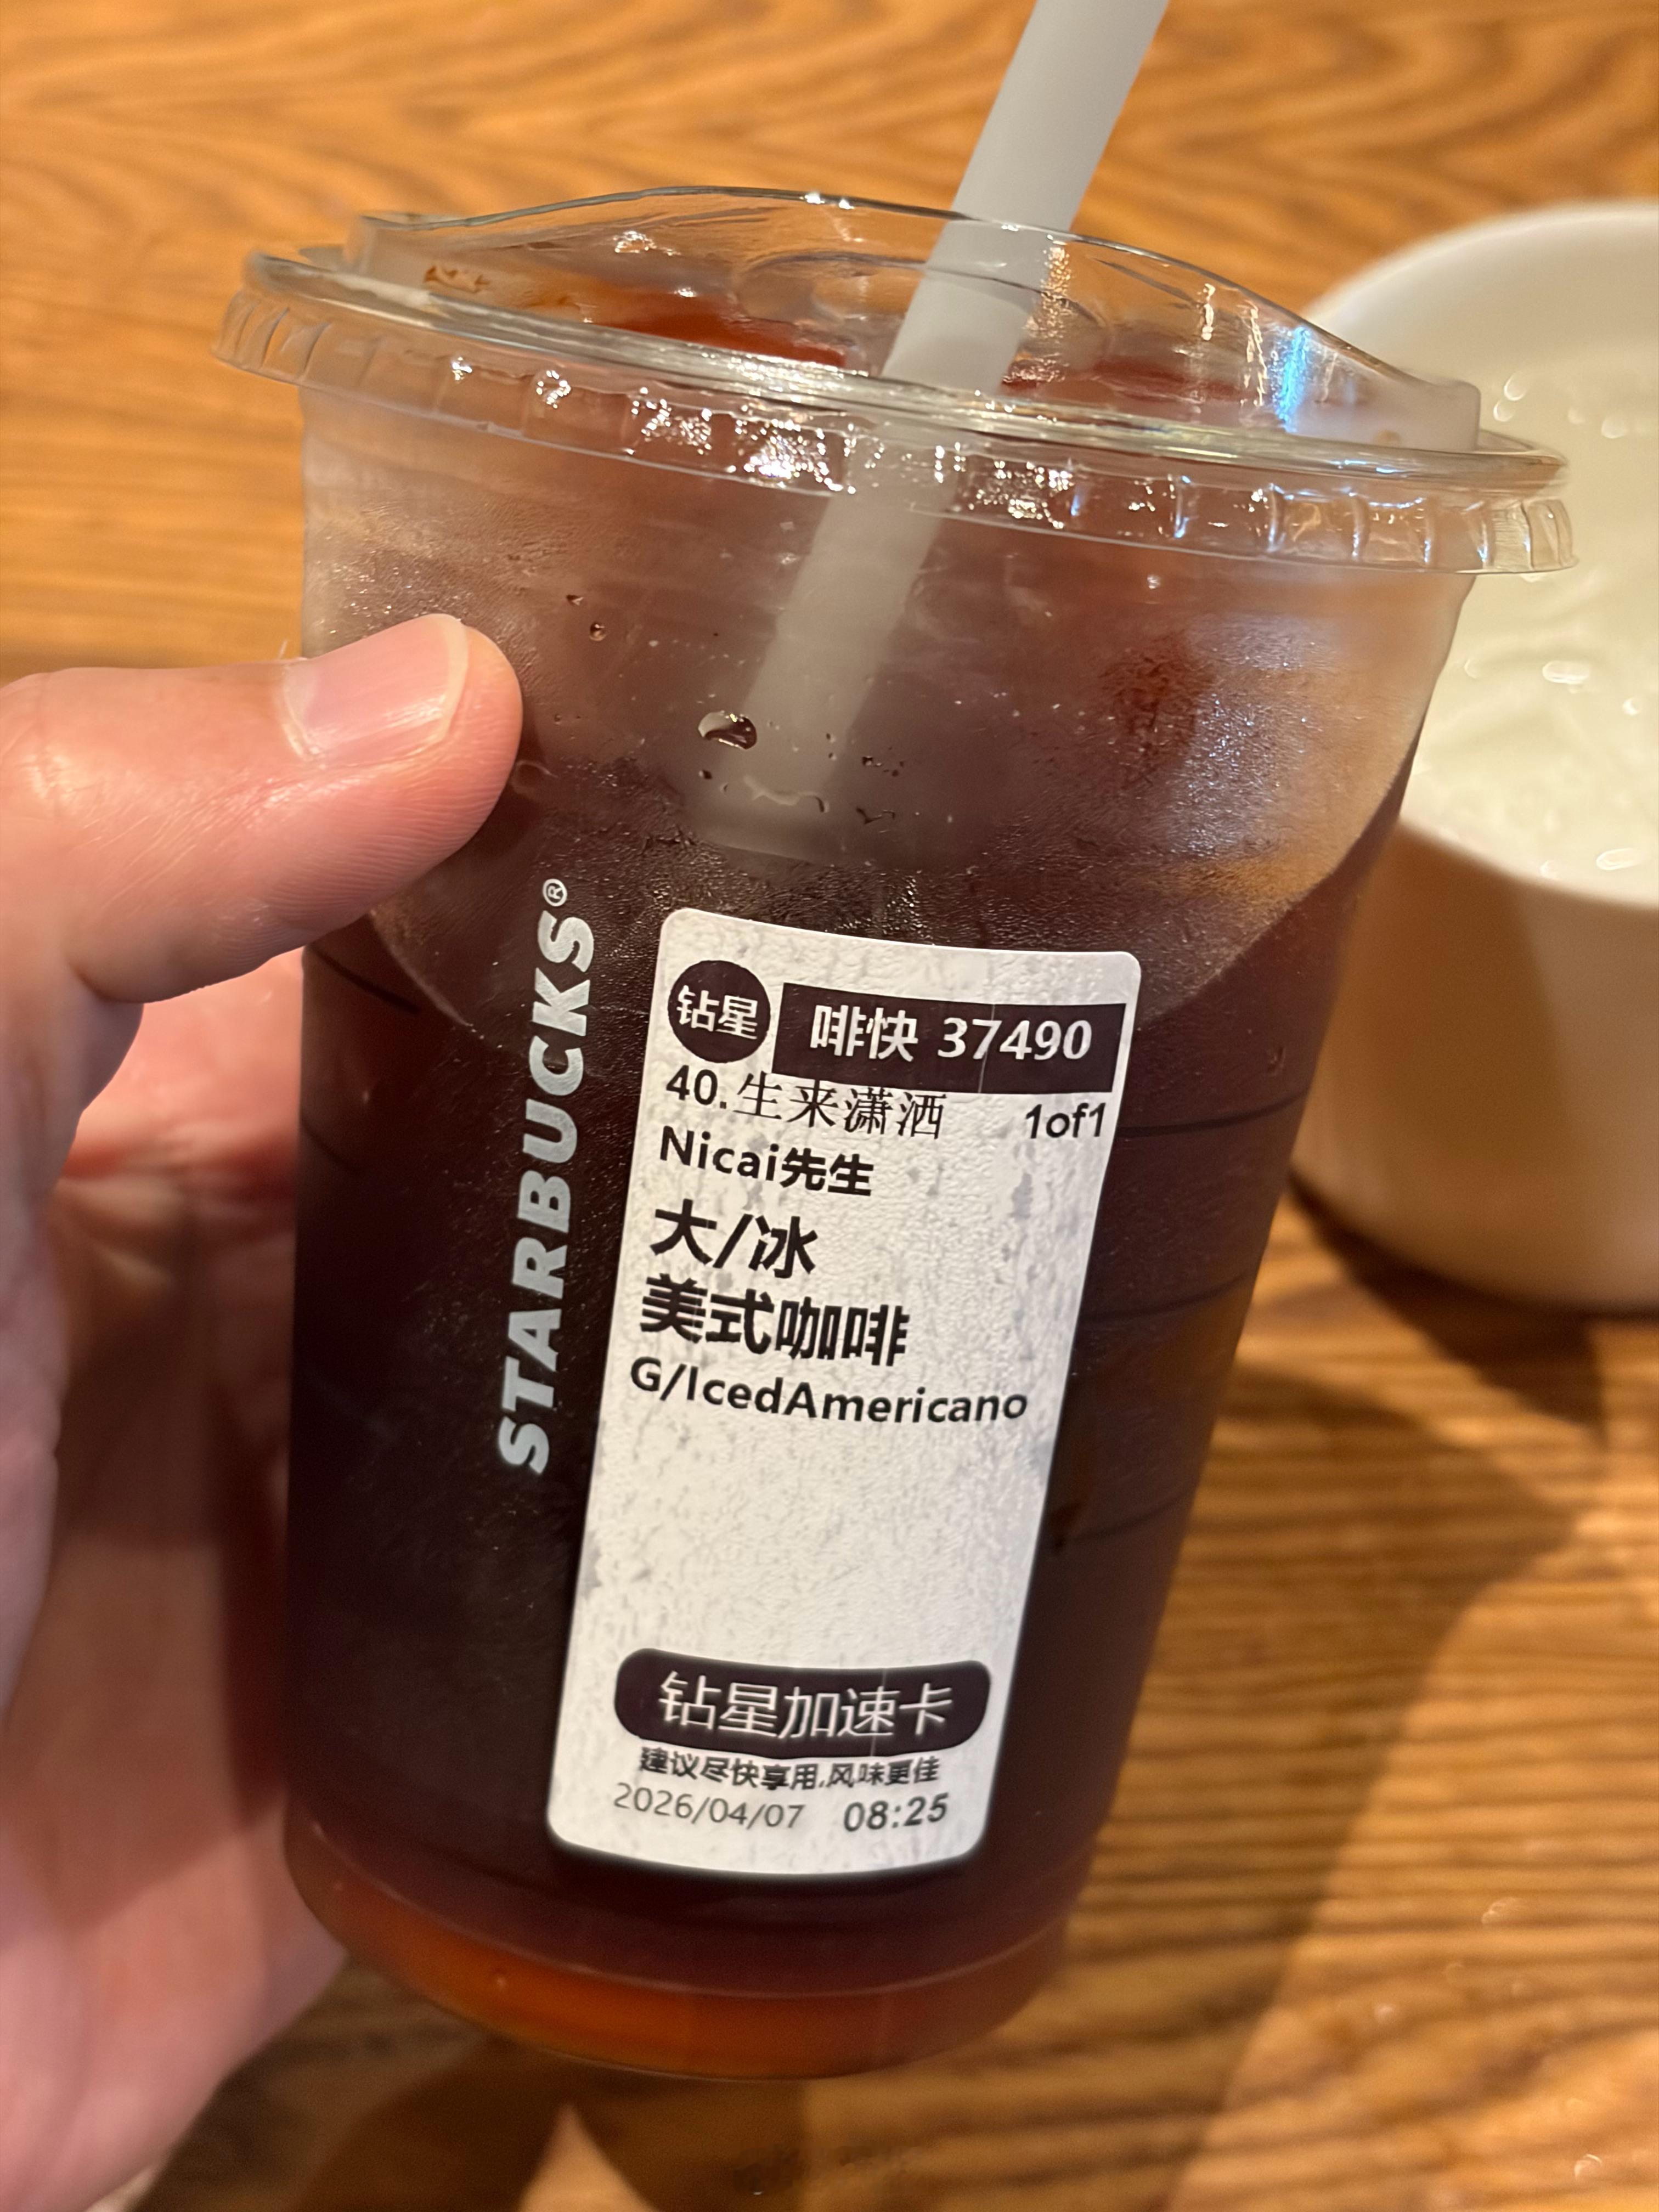 STARBUCKS®
钻星
啡快 37490
40.生来潇洒 1of1
Nicai先生
大/冰
美式咖啡
G/IcedAmericano
钻星加速卡
建议尽快享用,风味更佳
2026/04/07 08:25